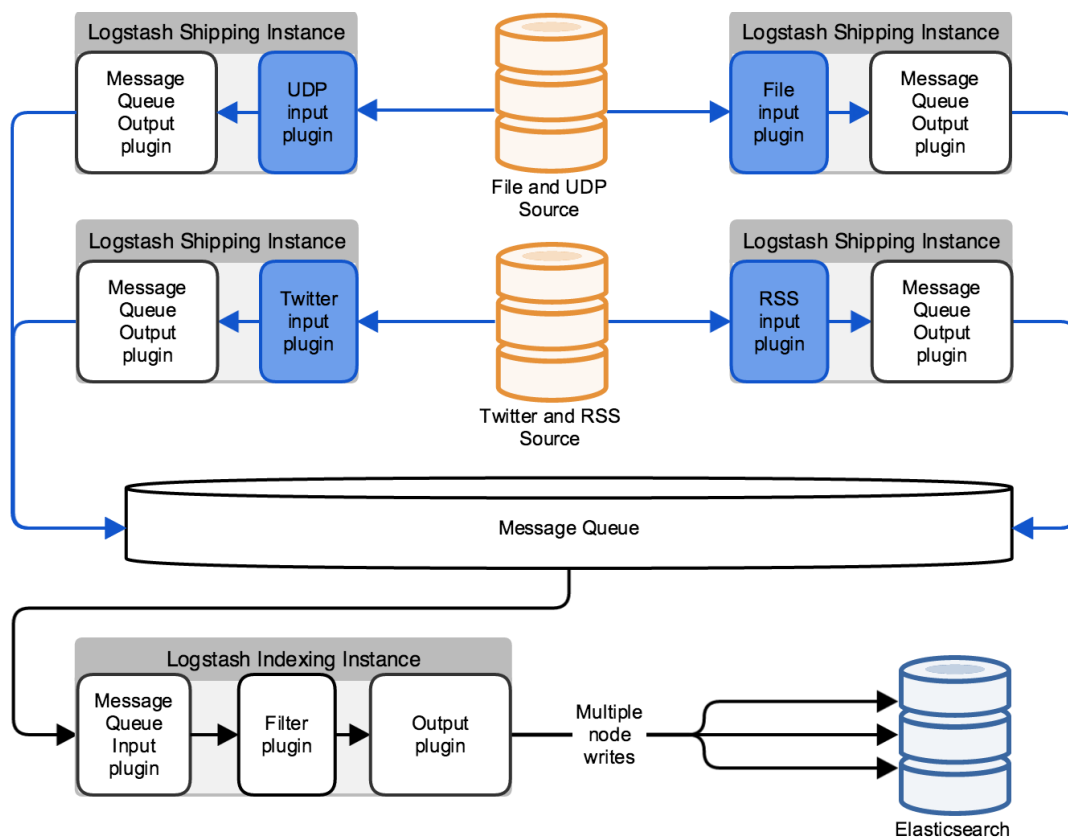 Logstash Shipping Instance
Message
Queue
Output
plugin
UDP
input
plugin
File and UDP
Source
Logstash Shipping Instance
File
input
plugin
Message
Queue
Output
plugin
Logstash Shipping Instance
Message
Queue
Output
plugin
Twitter
input
plugin
Twitter and RSS
Source
Logstash Shipping Instance
RSS
input
plugin
Message
Queue
Output
plugin
Message Queue
Logstash Indexing Instance
Message
Queue
Input
plugin
Filter
plugin
Output
plugin
Multiple
node
writes
Elasticsearch